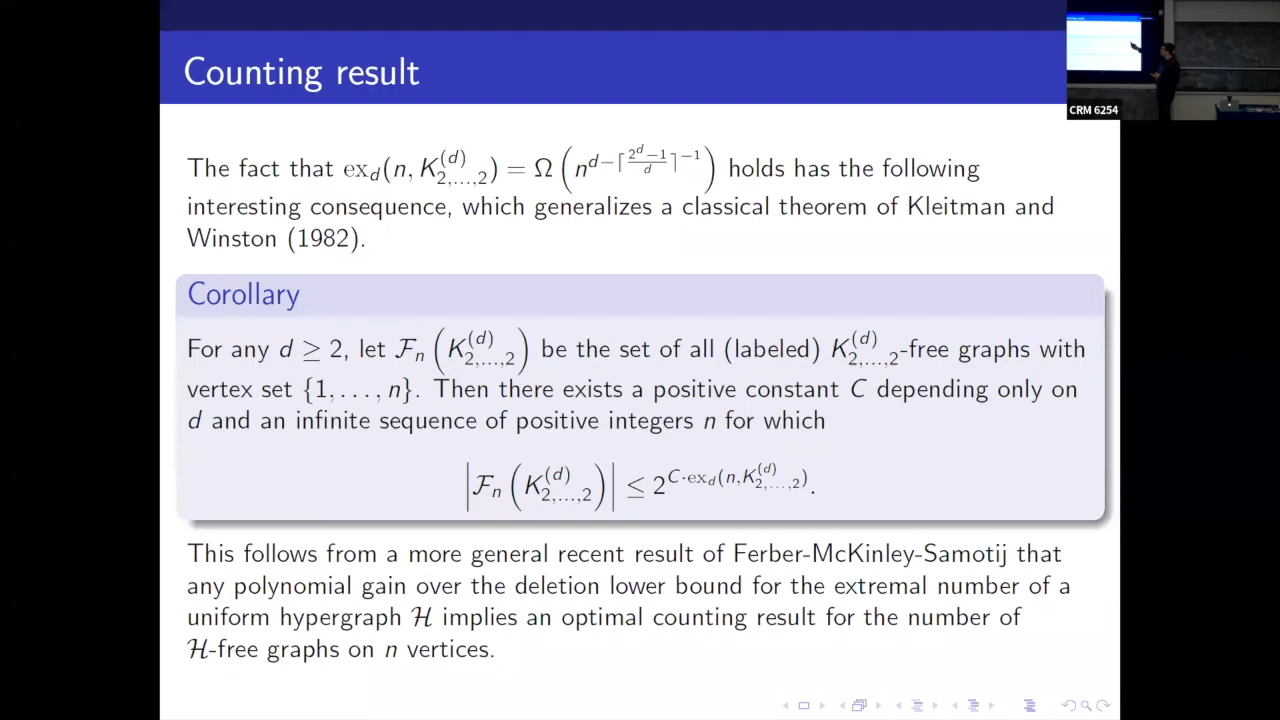 Counting result
CRM 6254
The fact that ex_d(n, K^{(d)}_{2,...,2}) = Ω(n^{d−⌈\frac{2^d−1}{d}⌉^{−1}}) holds has the following
interesting consequence, which generalizes a classical theorem of Kleitman and
Winston (1982).
Corollary
For any d ≥ 2, let 𝓕_n(K^{(d)}_{2,...,2}) be the set of all (labeled) K^{(d)}_{2,...,2}-free graphs with
vertex set {1, . . . , n}. Then there exists a positive constant C depending only on
d and an infinite sequence of positive integers n for which
|𝓕_n(K^{(d)}_{2,...,2})| ≤ 2^{C·ex_d(n,K^{(d)}_{2,...,2})}.
This follows from a more general recent result of Ferber-McKinley-Samotij that
any polynomial gain over the deletion lower bound for the extremal number of a
uniform hypergraph 𝓗 implies an optimal counting result for the number of
𝓗-free graphs on n vertices.